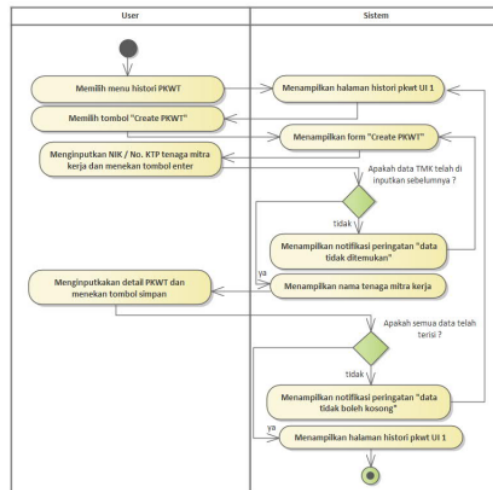 User
Sistem
Memilih menu histori PKWT
Menampilkan halaman histori pkwt UI 1
Memilih tombol "Create PKWT"
Menampilkan form "Create PKWT"
Menginputkan NIK / No. KTP tenaga mitra
kerja dan menekan tombol enter
Apakah data TMK telah di
inputkan sebelumnya ?
tidak
Menampilkan notifikasi peringatan "data
tidak ditemukan"
ya
Menampilkan nama tenaga mitra kerja
Menginputkakan detail PKWT dan
menekan tombol simpan
Apakah semua data telah
terisi ?
tidak
Menampilkan notifikasi peringatan "data
tidak boleh kosong"
ya
Menampilkan halaman histori pkwt UI 1